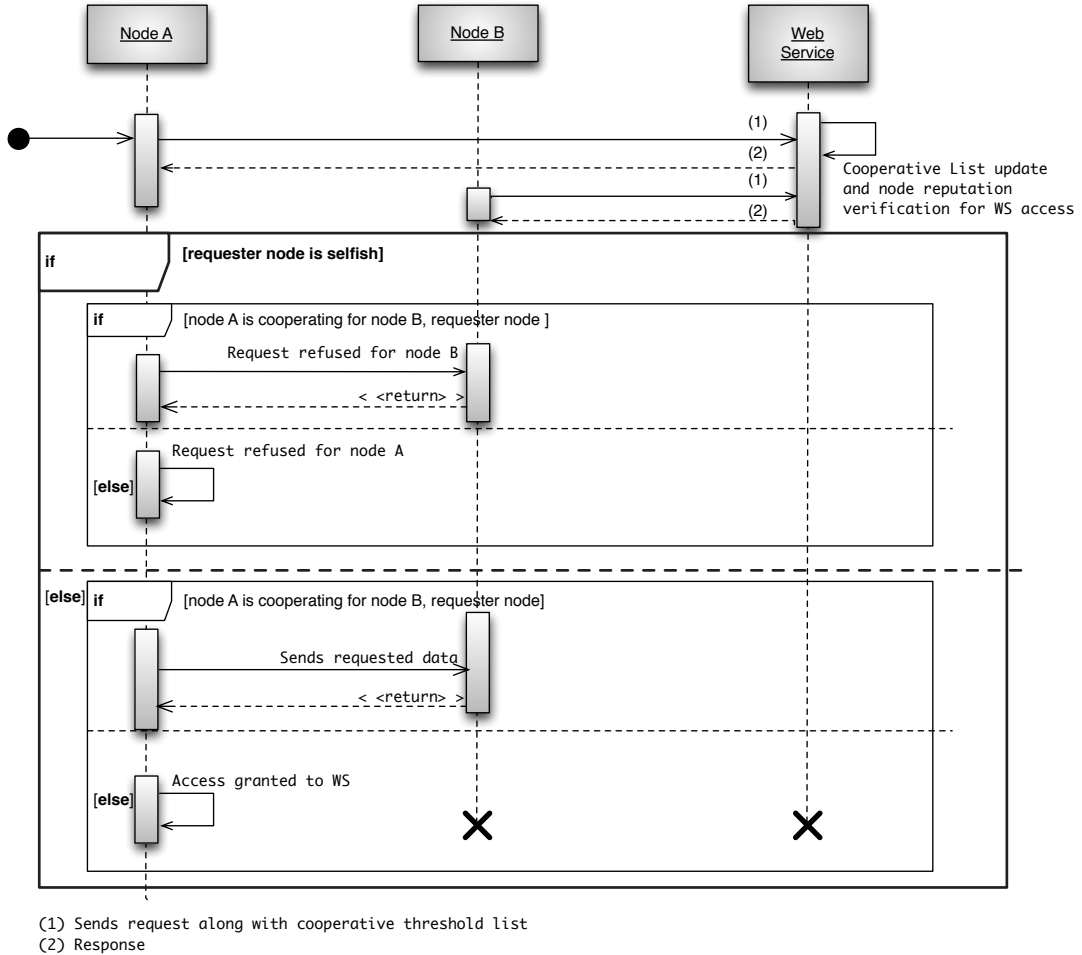 Node A
Node B
Web
Service
(1)
(2)
Cooperative List update
and node reputation
verification for WS access
(1)
(2)
if
[requester node is selfish]
if
[node A is cooperating for node B, requester node ]
Request refused for node B
< <return> >
Request refused for node A
[else]
[else]
if
[node A is cooperating for node B, requester node]
Sends requested data
< <return> >
Access granted to WS
[else]
(1) Sends request along with cooperative threshold list
(2) Response